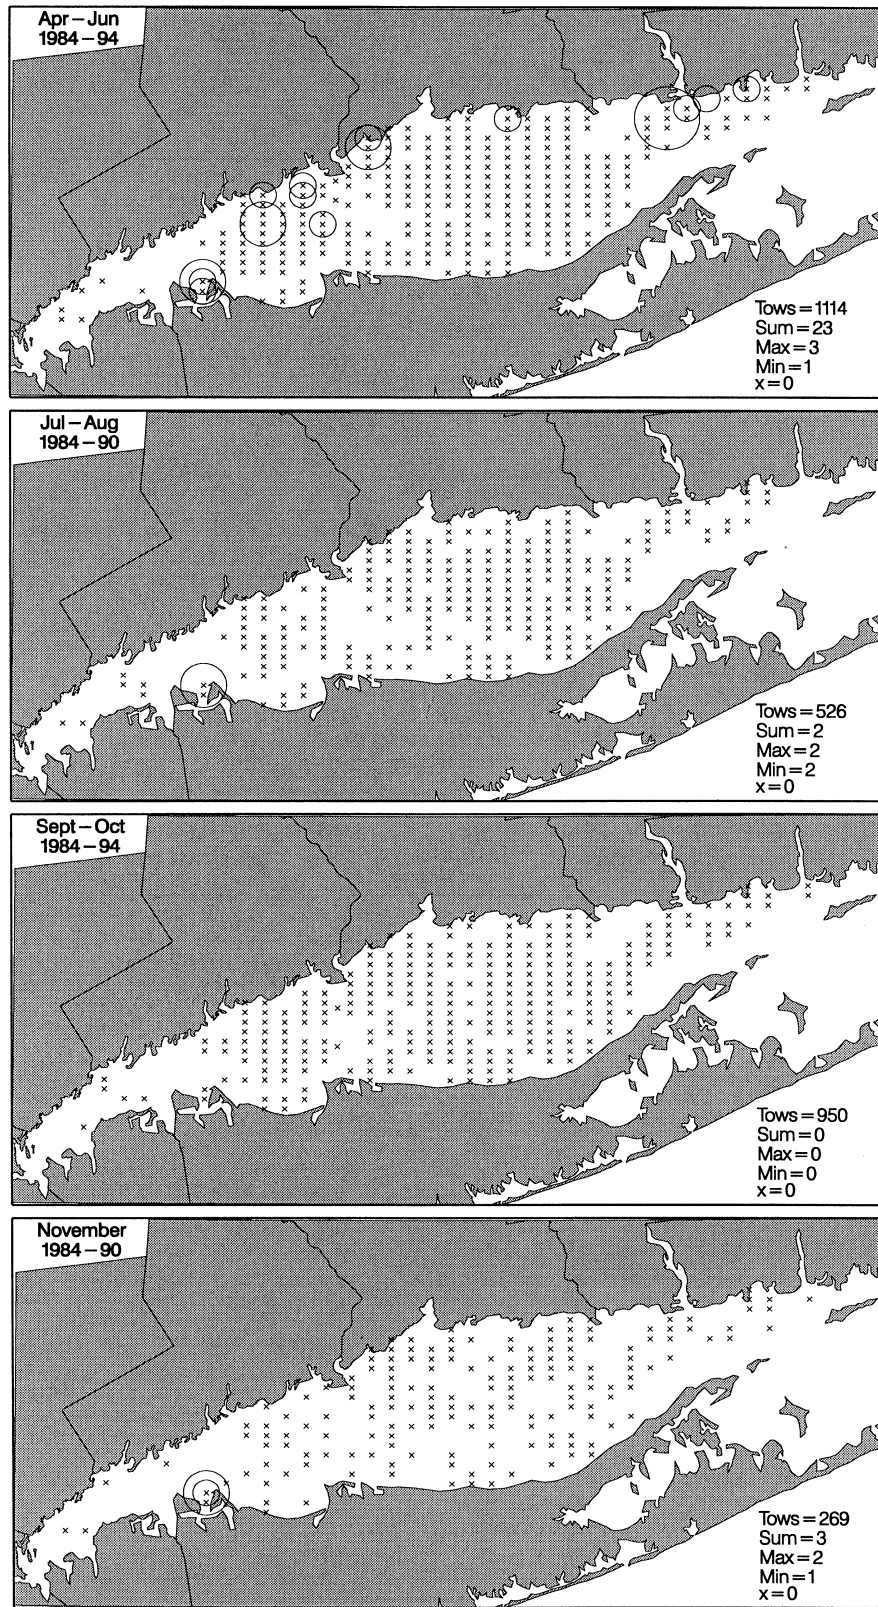 Apr – Jun
1984 – 94
Tows = 1114
Sum = 23
Max = 3
Min = 1
x = 0
Jul – Aug
1984 – 90
Tows = 526
Sum = 2
Max = 2
Min = 2
x = 0
Sept – Oct
1984 – 94
Tows = 950
Sum = 0
Max = 0
Min = 0
x = 0
November
1984 – 90
Tows = 269
Sum = 3
Max = 2
Min = 1
x = 0